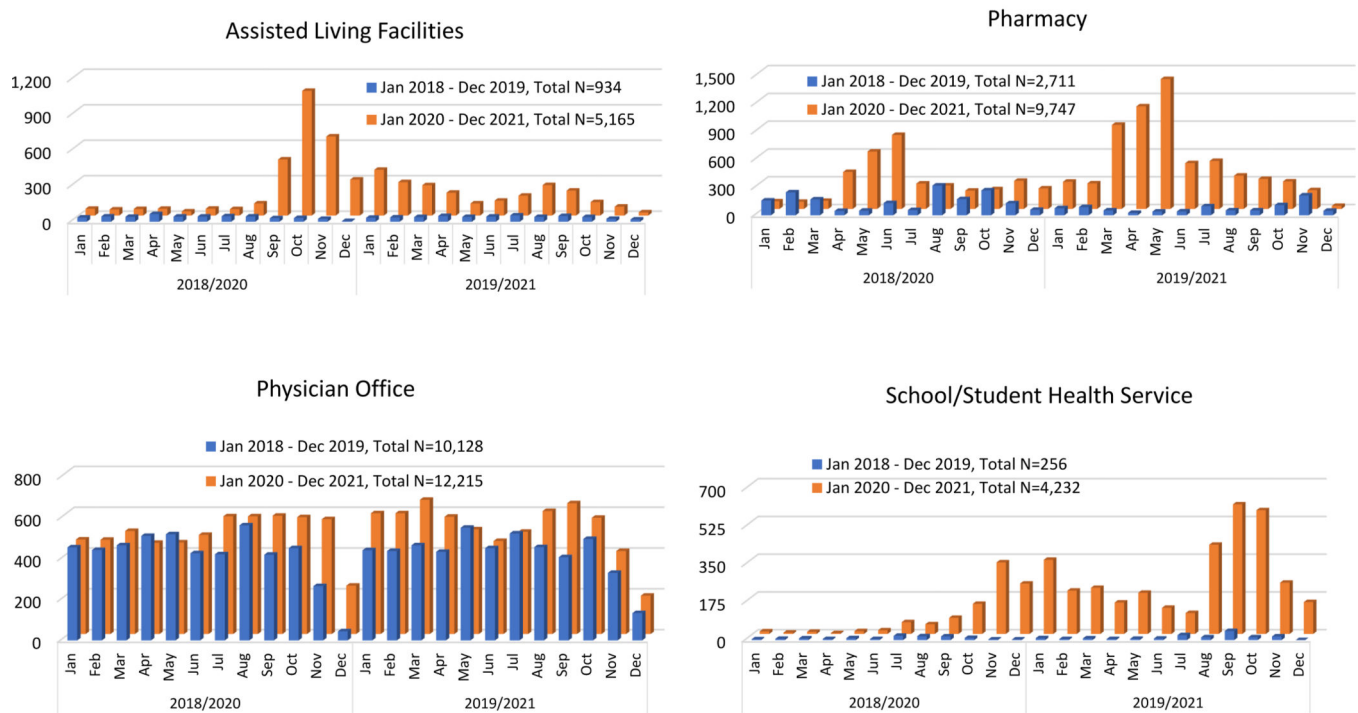 Assisted Living Facilities
1,200
900
600
300
0
Jan 2018 - Dec 2019, Total N=934
Jan 2020 - Dec 2021, Total N=5,165
Jan Feb Mar Apr May Jun Jul Aug Sep Oct Nov Dec Jan Feb Mar Apr May Jun Jul Aug Sep Oct Nov Dec
2018/2020 2019/2021
Pharmacy
1,500
1,200
900
600
300
0
Jan 2018 - Dec 2019, Total N=2,711
Jan 2020 - Dec 2021, Total N=9,747
Jan Feb Mar Apr May Jun Jul Aug Sep Oct Nov Dec Jan Feb Mar Apr May Jun Jul Aug Sep Oct Nov Dec
2018/2020 2019/2021
Physician Office
Jan 2018 - Dec 2019, Total N=10,128
Jan 2020 - Dec 2021, Total N=12,215
800
600
400
200
0
Jan Feb Mar Apr May Jun Jul Aug Sep Oct Nov Dec Jan Feb Mar Apr May Jun Jul Aug Sep Oct Nov Dec
2018/2020 2019/2021
School/Student Health Service
Jan 2018 - Dec 2019, Total N=256
Jan 2020 - Dec 2021, Total N=4,232
700
525
350
175
0
Jan Feb Mar Apr May Jun Jul Aug Sep Oct Nov Dec Jan Feb Mar Apr May Jun Jul Aug Sep Oct Nov Dec
2018/2020 2019/2021